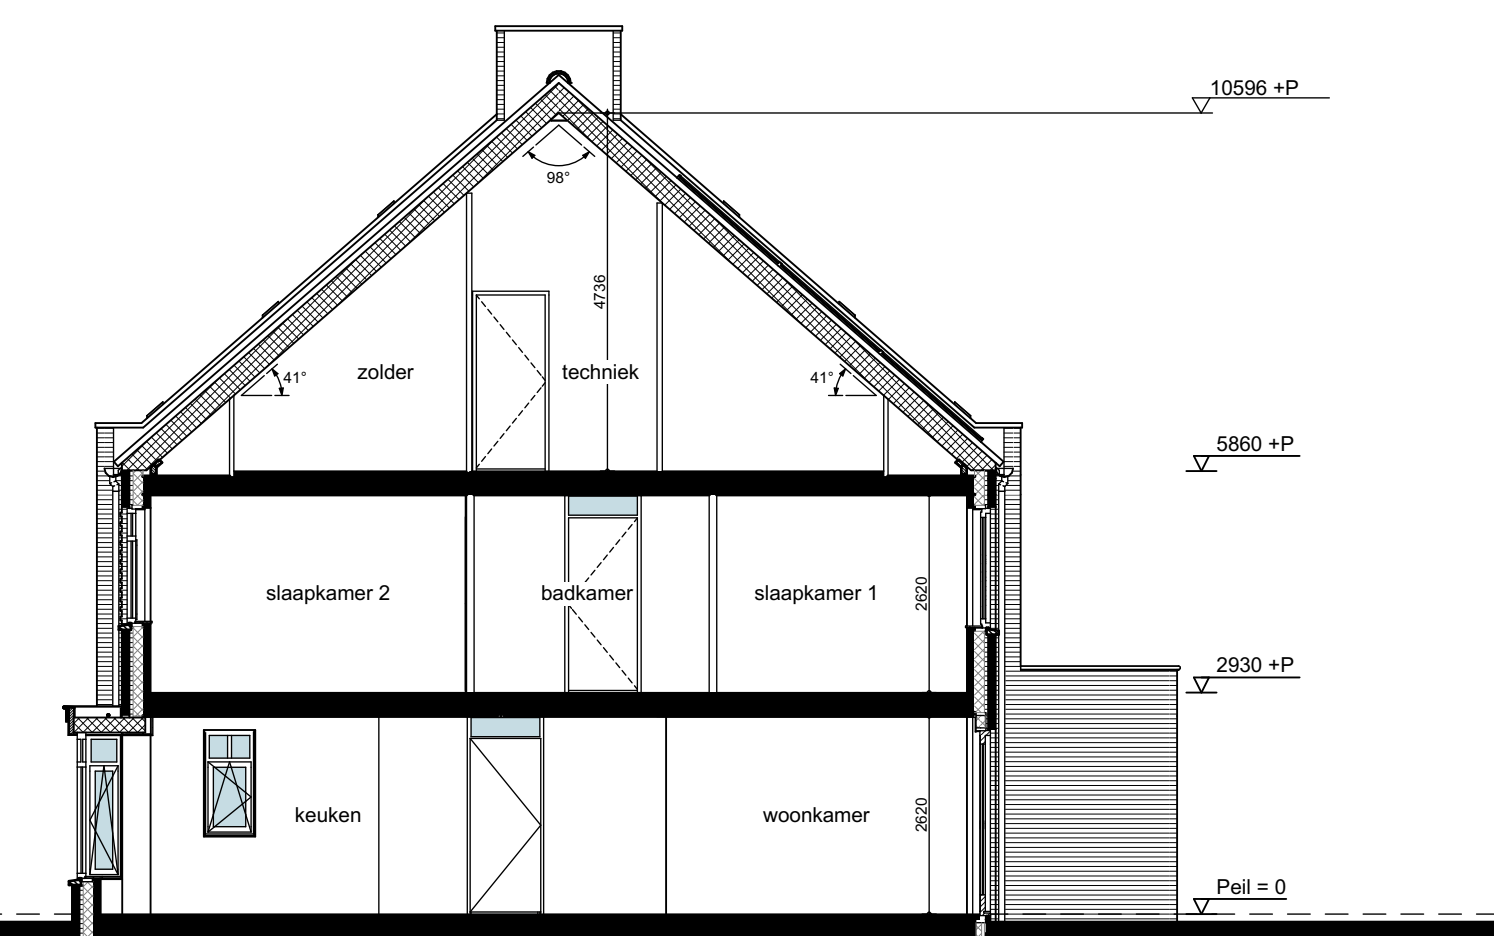 10596 +P
98°
4736
41°
zolder
techniek
41°
5860 +P
slaapkamer 2
badkamer
slaapkamer 1
2620
2930 +P
keuken
woonkamer
2620
Peil = 0